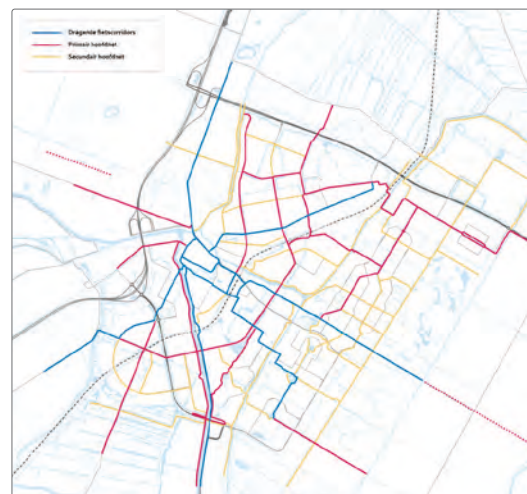 Dragende fietscorridors
Primair hoofdnet
Secundair hoofdnet